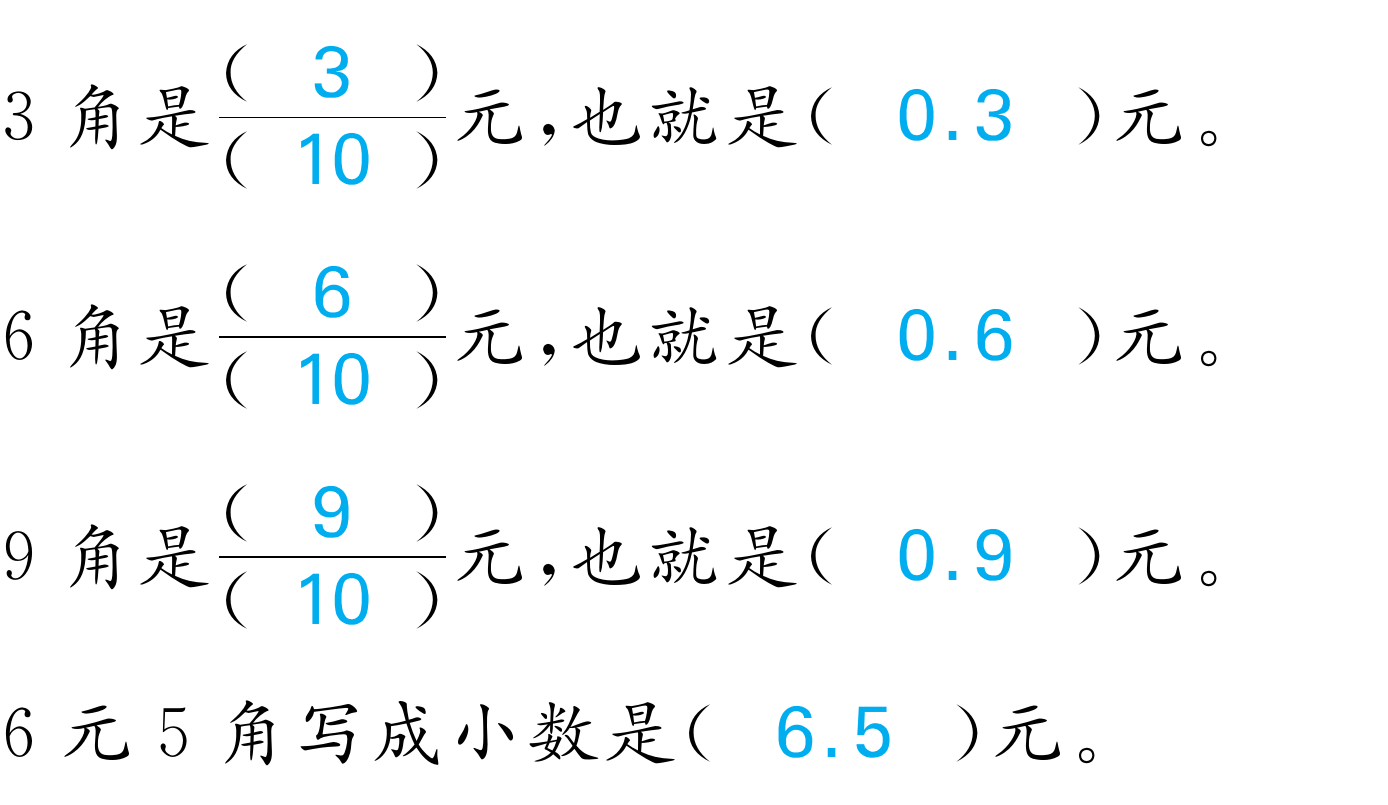 3 角是( 3 )/( 10 )元,也就是( 0.3 )元。
6 角是( 6 )/( 10 )元,也就是( 0.6 )元。
9 角是( 9 )/( 10 )元,也就是( 0.9 )元。
6 元 5 角写成小数是( 6.5 )元。